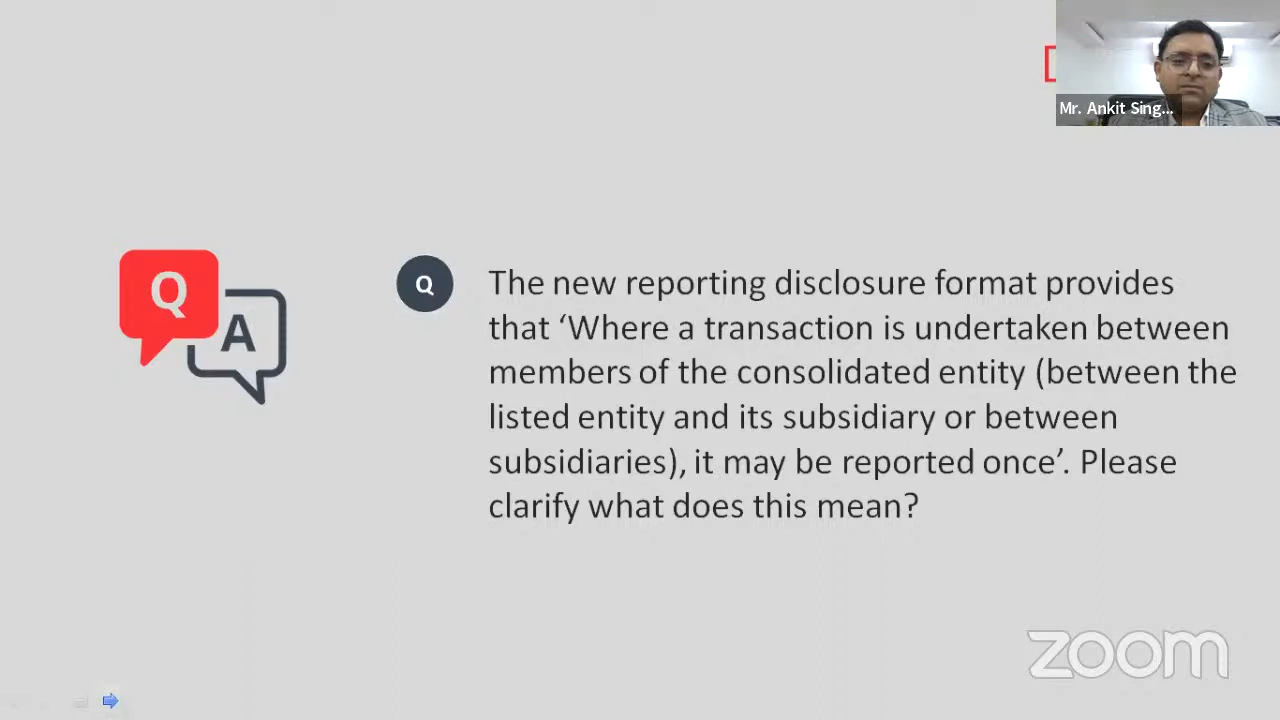 Mr. Ankit Sing...
Q
A
Q
The new reporting disclosure format provides
that ‘Where a transaction is undertaken between
members of the consolidated entity (between the
listed entity and its subsidiary or between
subsidiaries), it may be reported once’. Please
clarify what does this mean?
zoom